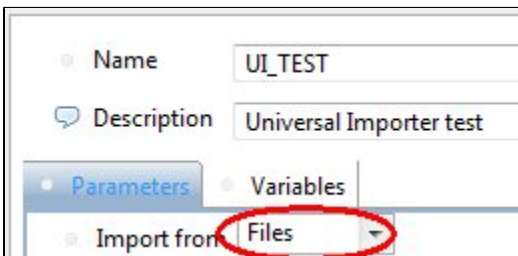 Name UI_TEST
Description Universal Importer test
Parameters Variables
Import from Files